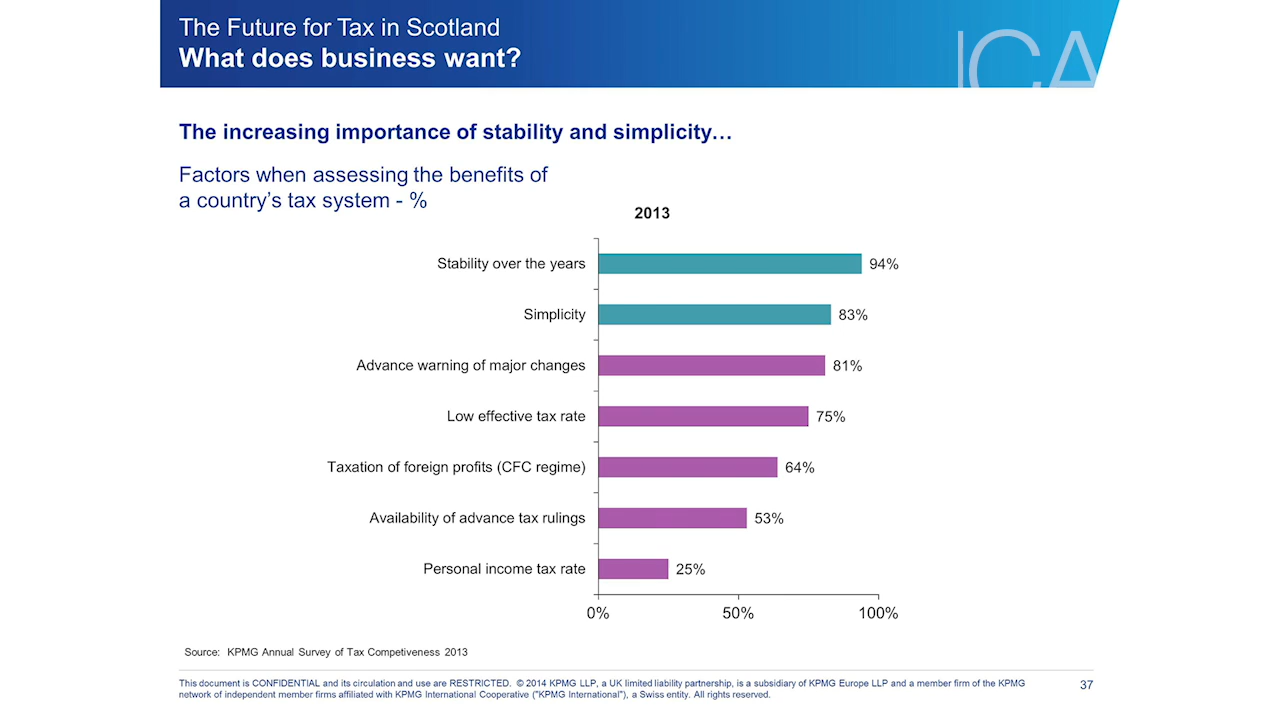 The Future for Tax in Scotland
What does business want?
ICA
The increasing importance of stability and simplicity…
Factors when assessing the benefits of
a country’s tax system - %
2013
Stability over the years 94%
Simplicity 83%
Advance warning of major changes 81%
Low effective tax rate 75%
Taxation of foreign profits (CFC regime) 64%
Availability of advance tax rulings 53%
Personal income tax rate 25%
0% 50% 100%
Source: KPMG Annual Survey of Tax Competiveness 2013
This document is CONFIDENTIAL and its circulation and use are RESTRICTED. © 2014 KPMG LLP, a UK limited liability partnership, is a subsidiary of KPMG Europe LLP and a member firm of the KPMG
network of independent member firms affiliated with KPMG International Cooperative ("KPMG International"), a Swiss entity. All rights reserved.
37